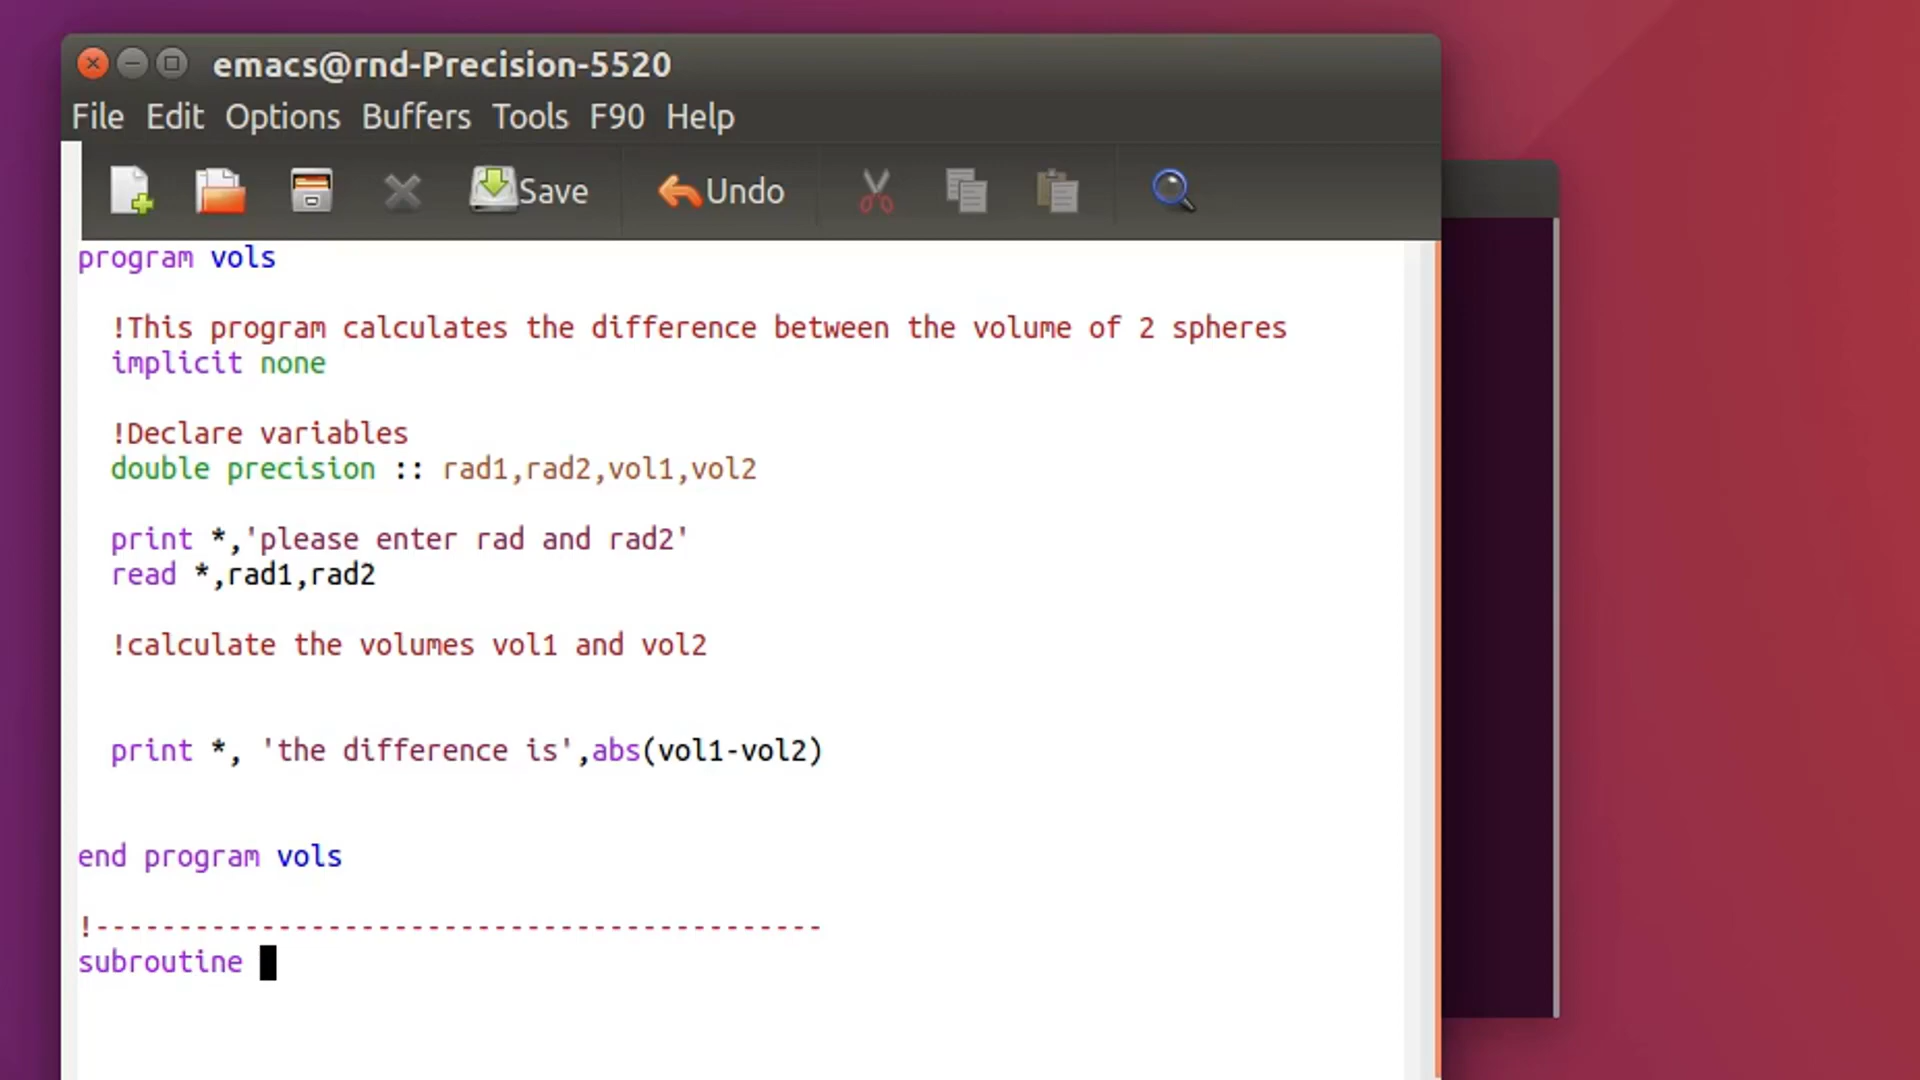 emacs@rnd-Precision-5520
File Edit Options Buffers Tools F90 Help
Save Undo
program vols
!This program calculates the difference between the volume of 2 spheres
implicit none
!Declare variables
double precision :: rad1,rad2,vol1,vol2
print *,'please enter rad and rad2'
read *,rad1,rad2
!calculate the volumes vol1 and vol2
print *, 'the difference is',abs(vol1-vol2)
end program vols
!--------------------------------------------
subroutine